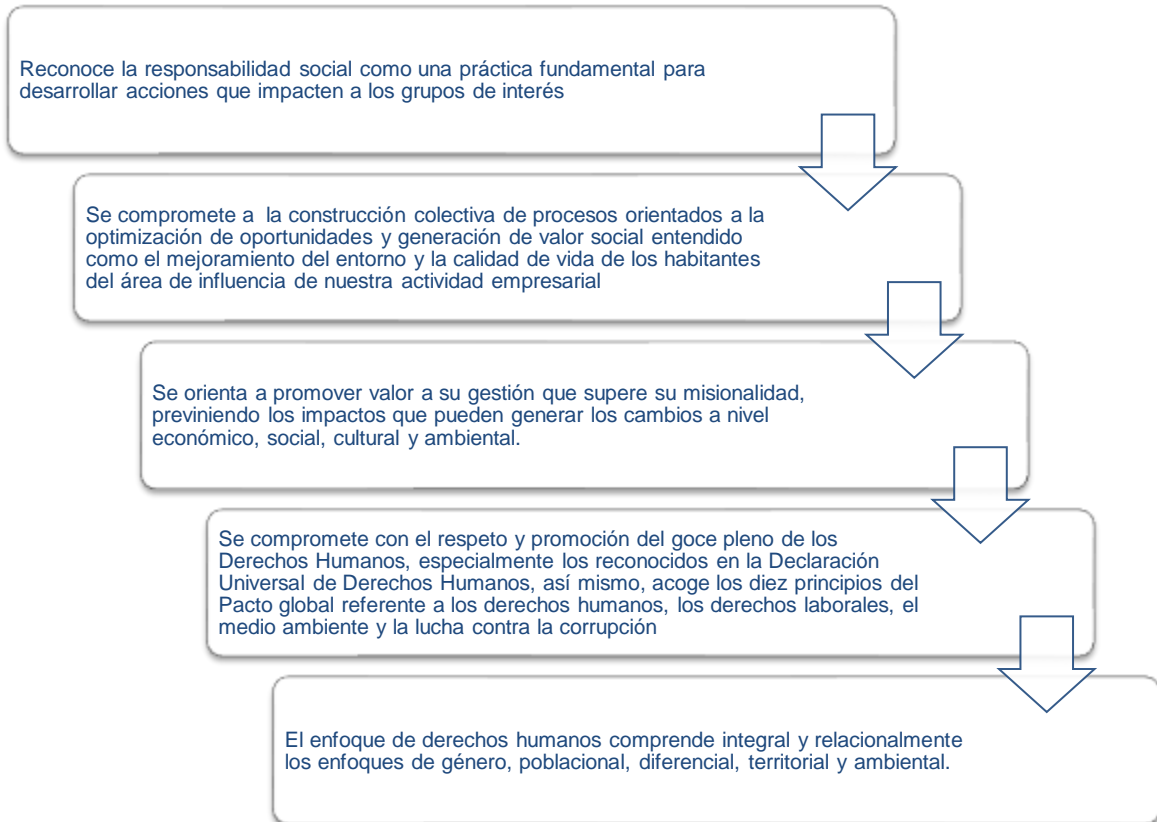 Reconoce la responsabilidad social como una práctica fundamental para
desarrollar acciones que impacten a los grupos de interés
Se compromete a  la construcción colectiva de procesos orientados a la
optimización de oportunidades y generación de valor social entendido
como el mejoramiento del entorno y la calidad de vida de los habitantes
del área de influencia de nuestra actividad empresarial
Se orienta a promover valor a su gestión que supere su misionalidad,
previniendo los impactos que pueden generar los cambios a nivel
económico, social, cultural y ambiental.
Se compromete con el respeto y promoción del goce pleno de los
Derechos Humanos, especialmente los reconocidos en la Declaración
Universal de Derechos Humanos, así mismo, acoge los diez principios del
Pacto global referente a los derechos humanos, los derechos laborales, el
medio ambiente y la lucha contra la corrupción
El enfoque de derechos humanos comprende integral y relacionalmente
los enfoques de género, poblacional, diferencial, territorial y ambiental.